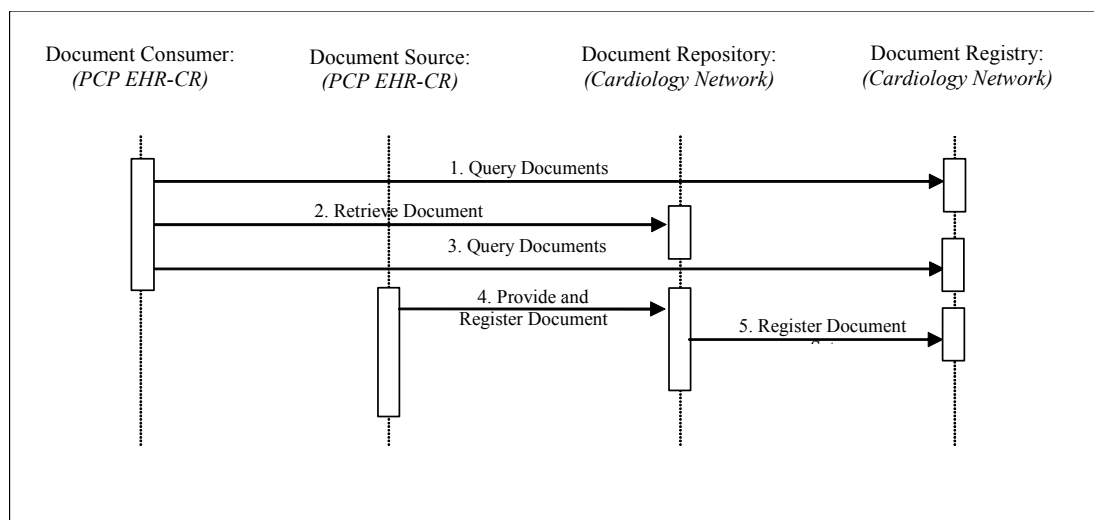 Document Consumer:
(PCP EHR-CR)
Document Source:
(PCP EHR-CR)
Document Repository:
(Cardiology Network)
Document Registry:
(Cardiology Network)
1. Query Documents
2. Retrieve Document
3. Query Documents
4. Provide and
Register Document
5. Register Document